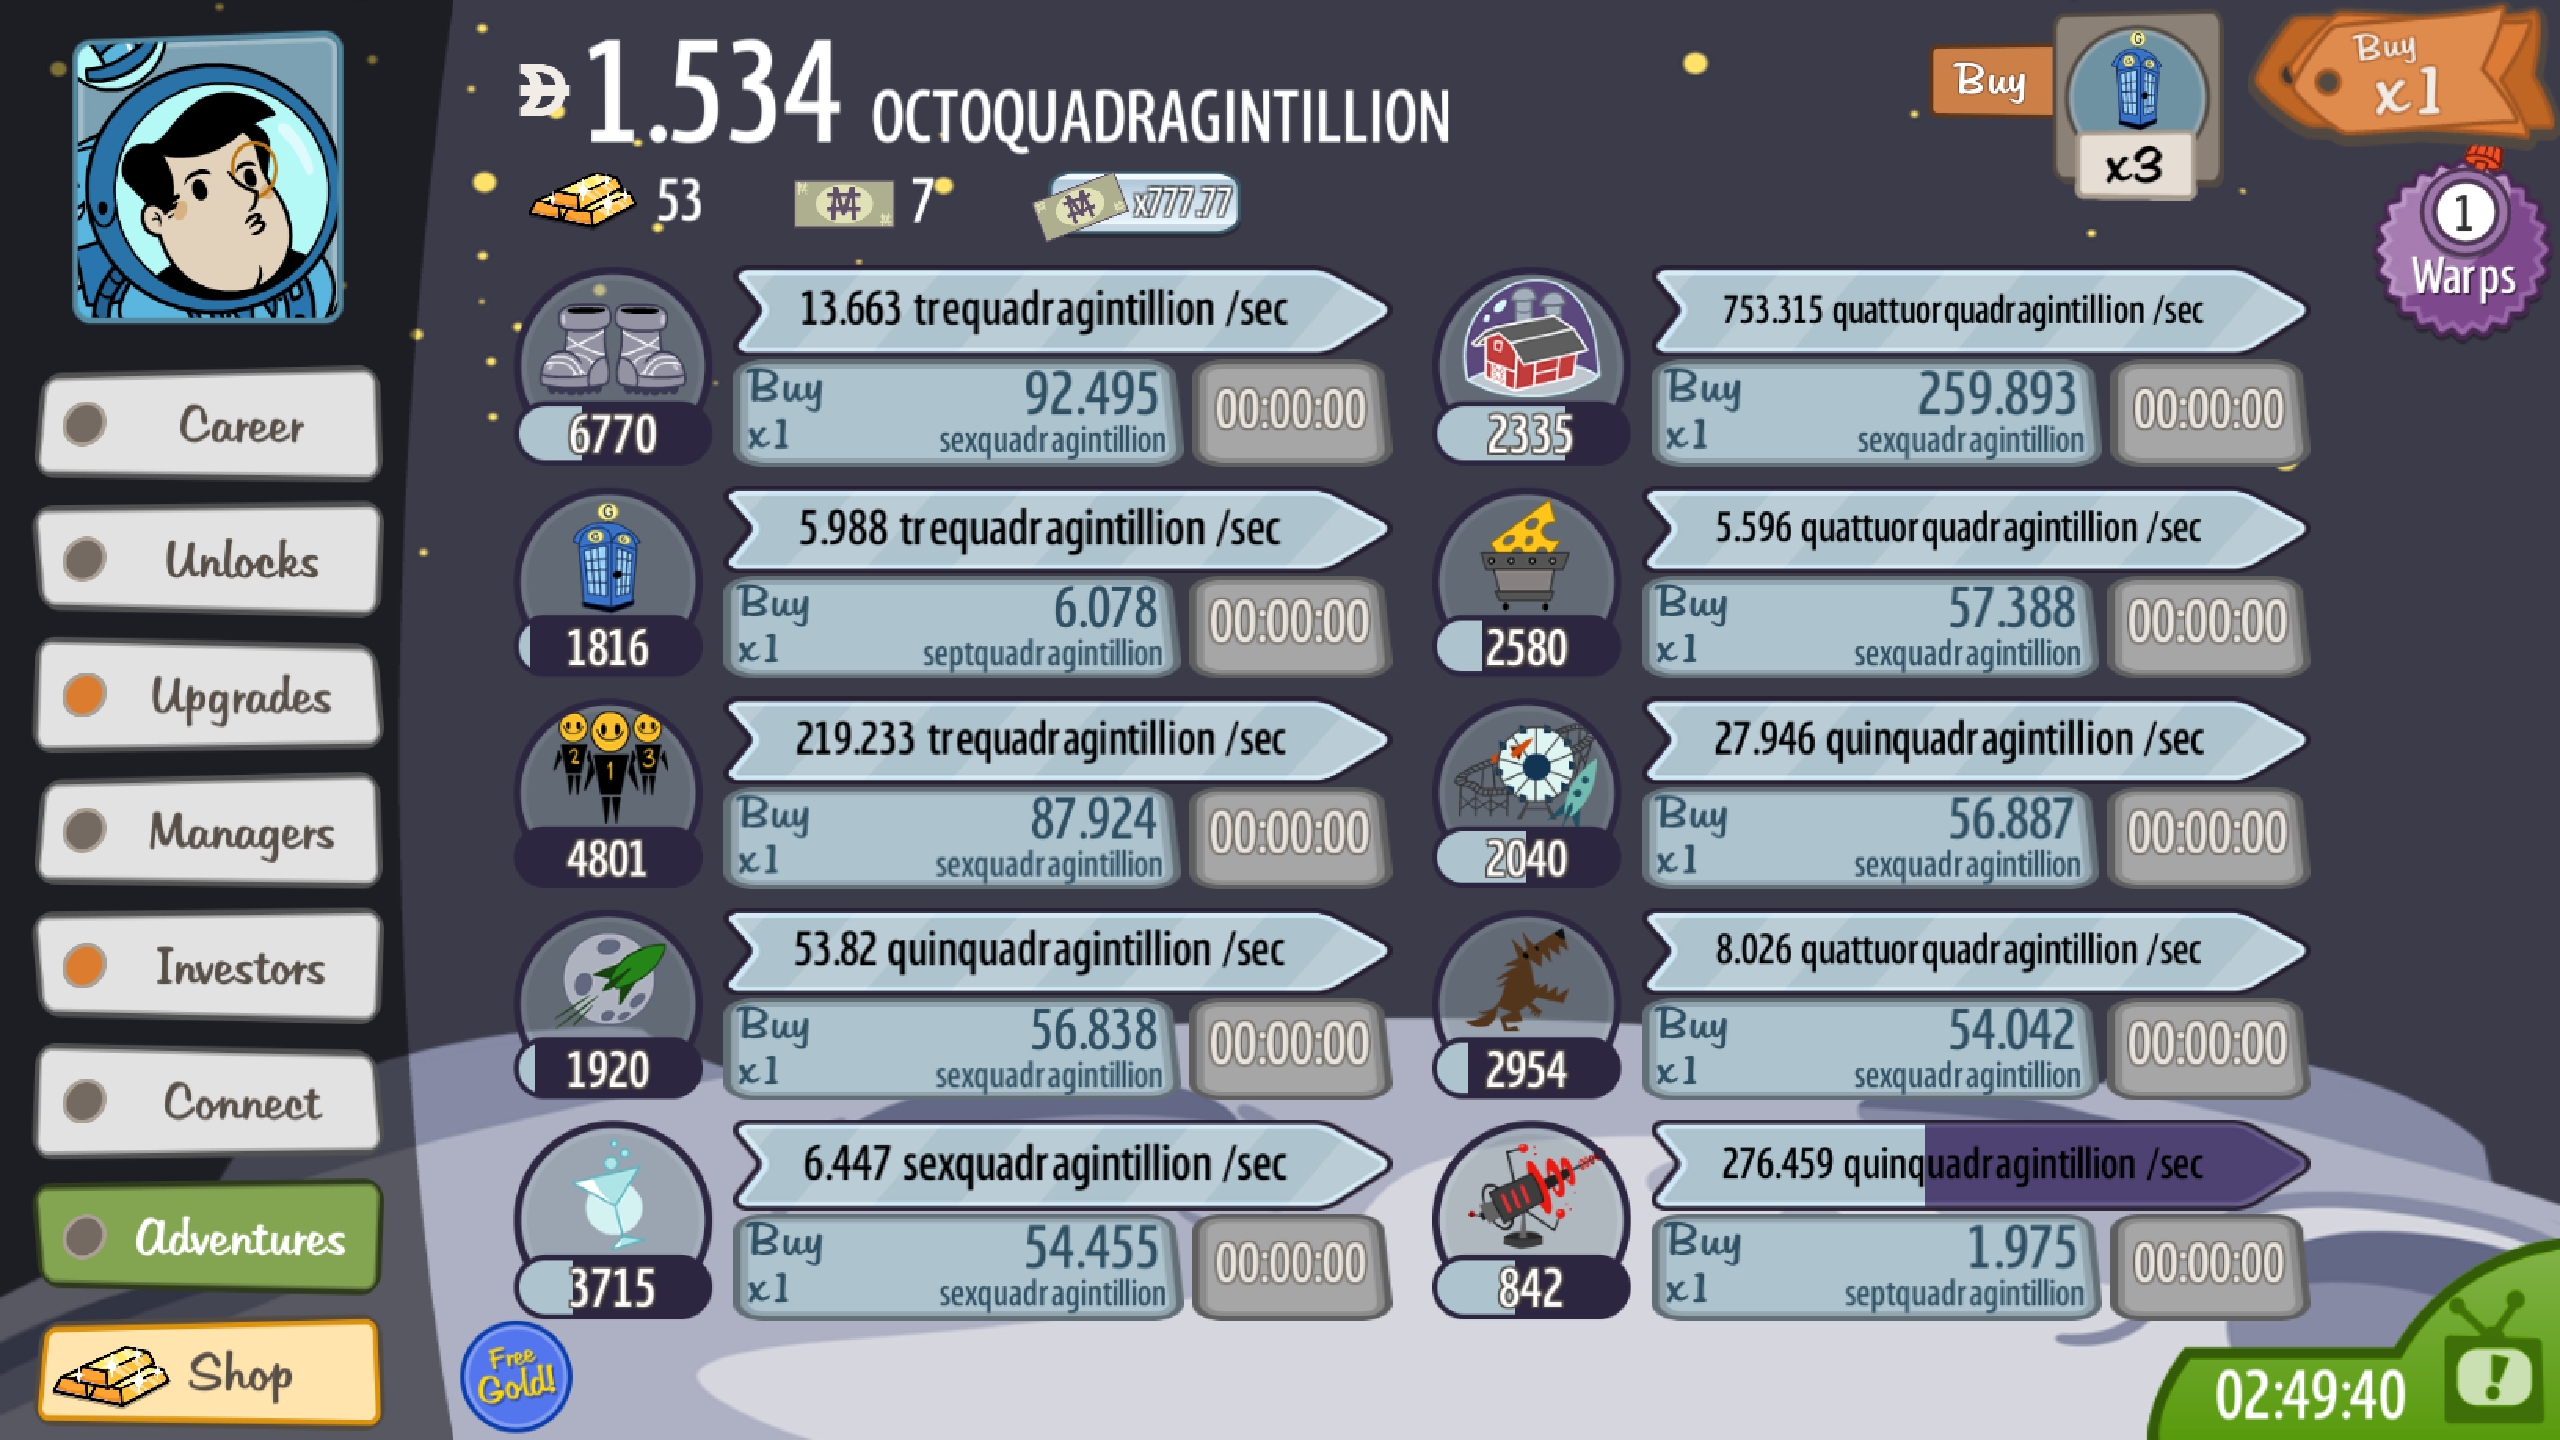 1.534 OCTOQUADRAGINTILLION
53
7
x777.77
Buy
x3
Buy
x1
1
Warps
Career
Unlocks
Upgrades
Managers
Investors
Connect
Adventures
Shop
13.663 trequadragintillion /sec
Buy
x1
92.495
sexquadragintillion
00:00:00
6770
753.315 quattuorquadragintillion /sec
Buy
x1
259.893
sexquadragintillion
00:00:00
2335
5.988 trequadragintillion /sec
Buy
x1
6.078
septquadragintillion
00:00:00
1816
5.596 quattuorquadragintillion /sec
Buy
x1
57.388
sexquadragintillion
00:00:00
2580
219.233 trequadragintillion /sec
2
1
3
Buy
x1
87.924
sexquadragintillion
00:00:00
4801
27.946 quinquadragintillion /sec
Buy
x1
56.887
sexquadragintillion
00:00:00
2040
53.82 quinquadragintillion /sec
Buy
x1
56.838
sexquadragintillion
00:00:00
1920
8.026 quattuorquadragintillion /sec
Buy
x1
54.042
sexquadragintillion
00:00:00
2954
6.447 sexquadragintillion /sec
Buy
x1
54.455
sexquadragintillion
00:00:00
3715
276.459 quinquadragintillion /sec
Buy
x1
1.975
septquadragintillion
00:00:00
842
Free
Gold!
02:49:40